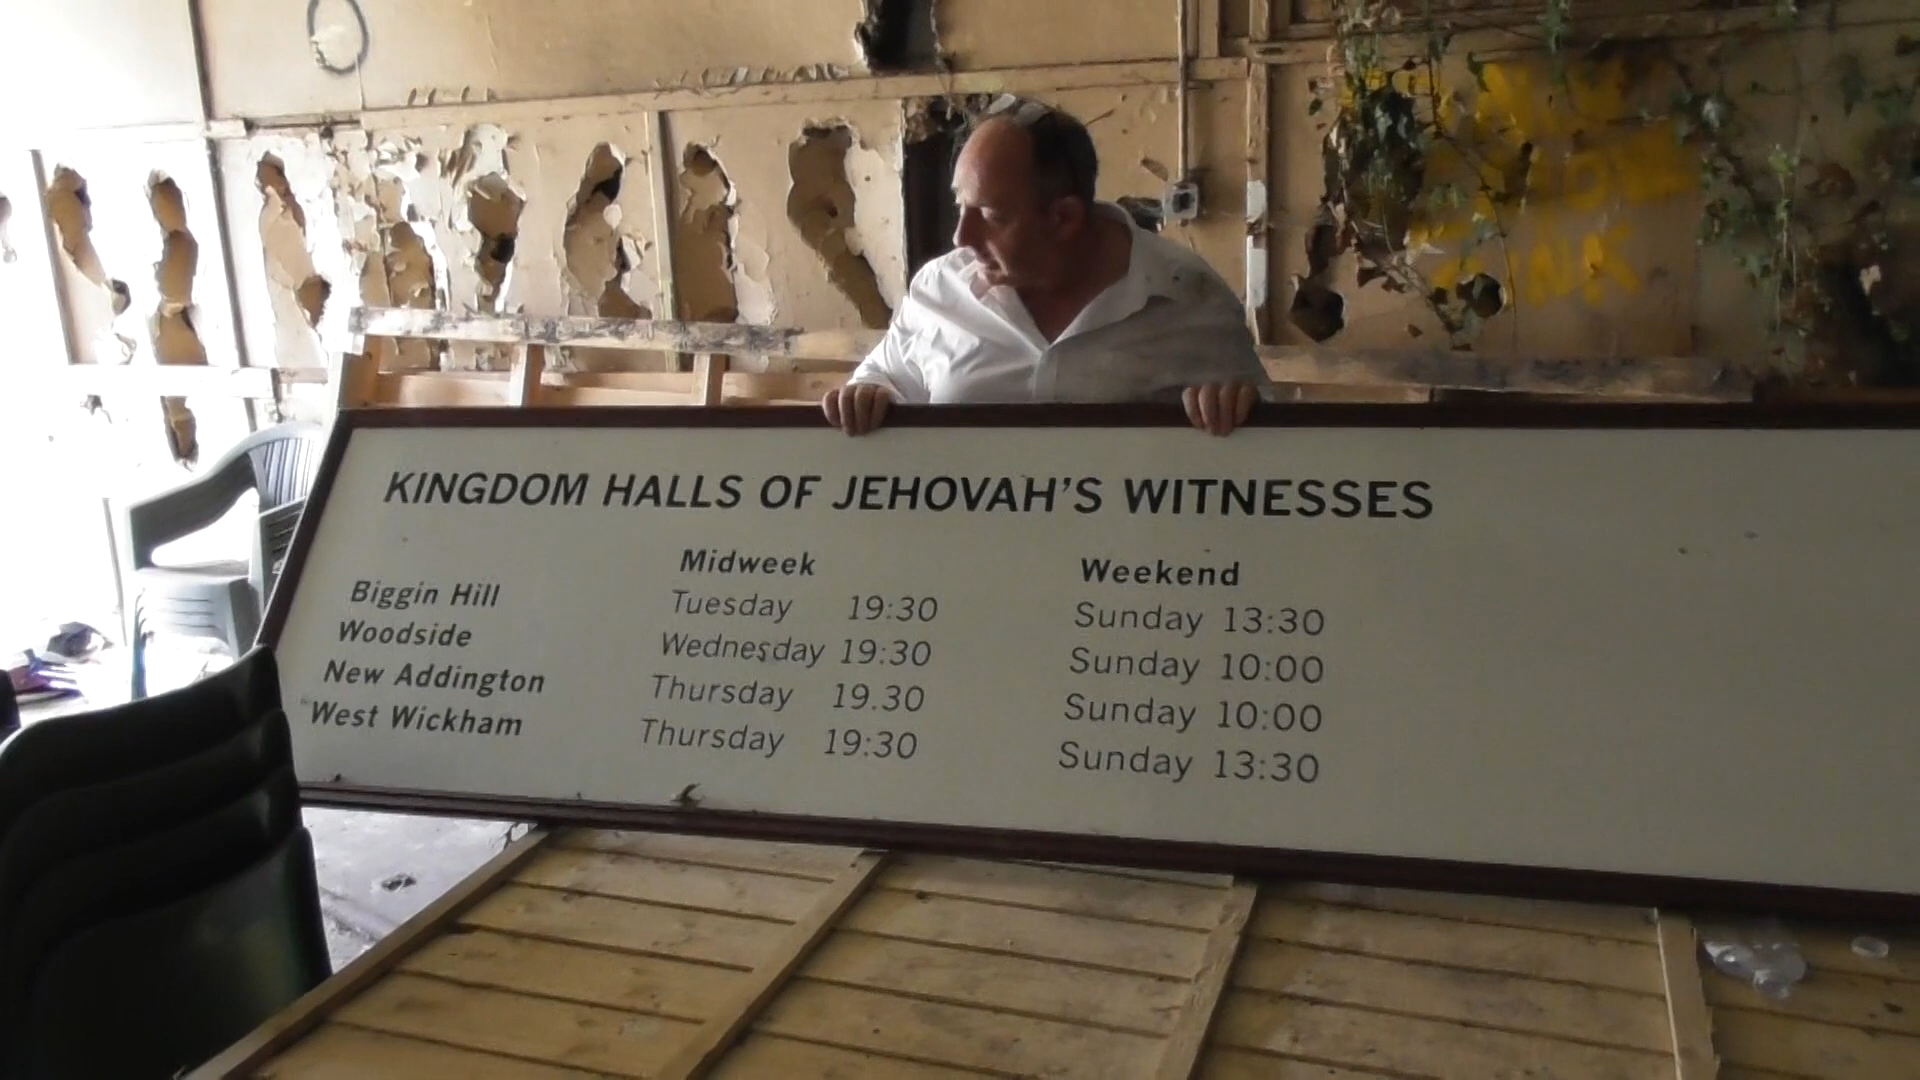 KINGDOM HALLS OF JEHOVAH'S WITNESSES
Midweek Weekend
Biggin Hill Tuesday 19:30 Sunday 13:30
Woodside Wednesday 19:30 Sunday 10:00
New Addington Thursday 19.30 Sunday 10:00
West Wickham Thursday 19:30 Sunday 13:30